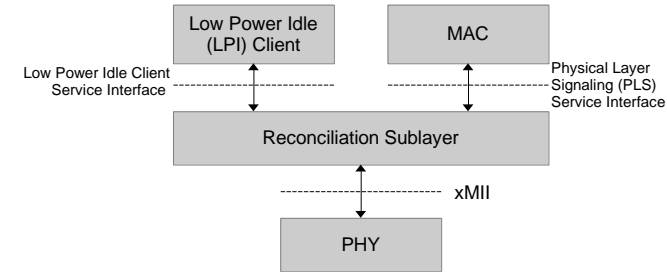 Low Power Idle
(LPI) Client
MAC
Low Power Idle Client
Service Interface
Physical Layer
Signaling (PLS)
Service Interface
Reconciliation Sublayer
xMII
PHY